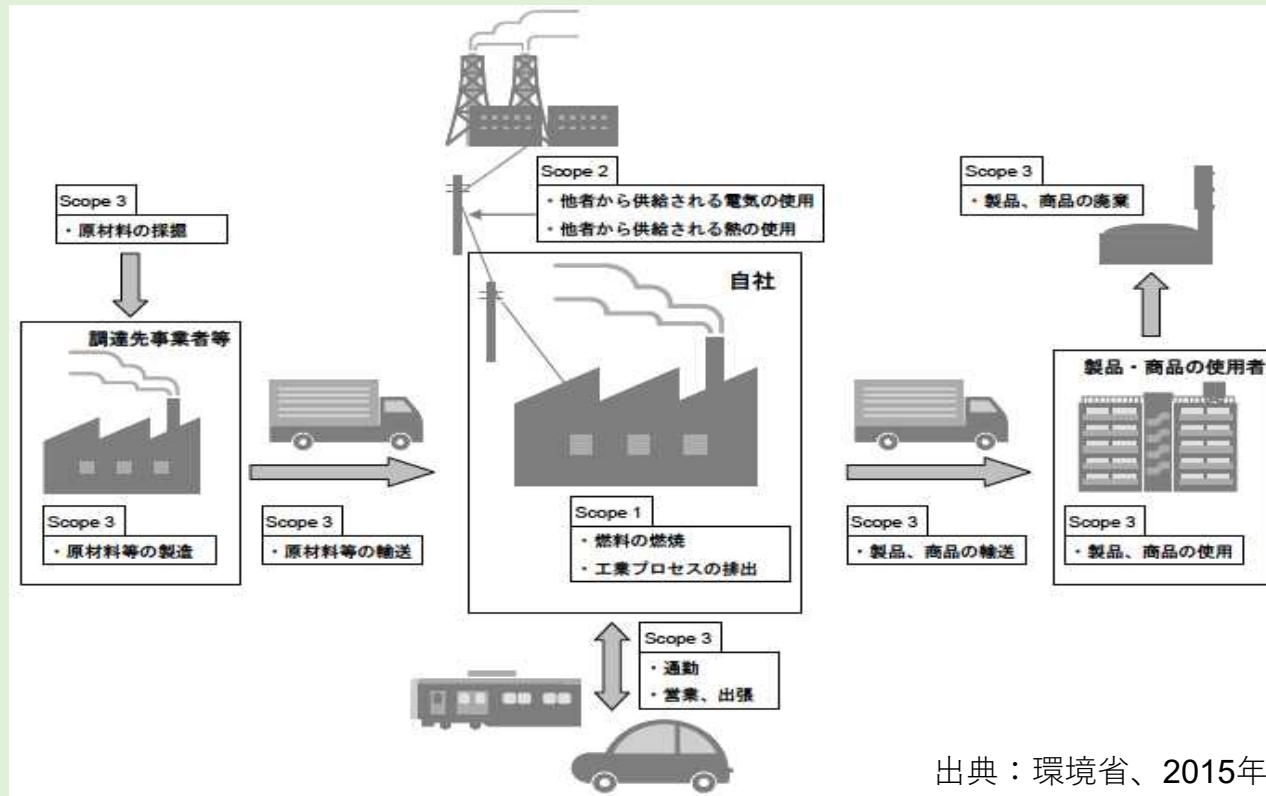 Scope 2
・他者から供給される電気の使用
・他者から供給される熱の使用
Scope 3
・原材料の採掘
Scope 3
・製品、商品の廃棄
調達先事業者等
自社
製品・商品の使用者
Scope 3
・原材料等の製造
Scope 3
・原材料等の輸送
Scope 1
・燃料の燃焼
・工業プロセスの排出
Scope 3
・製品、商品の輸送
Scope 3
・製品、商品の使用
Scope 3
・通勤
・営業、出張
出典：環境省、2015年